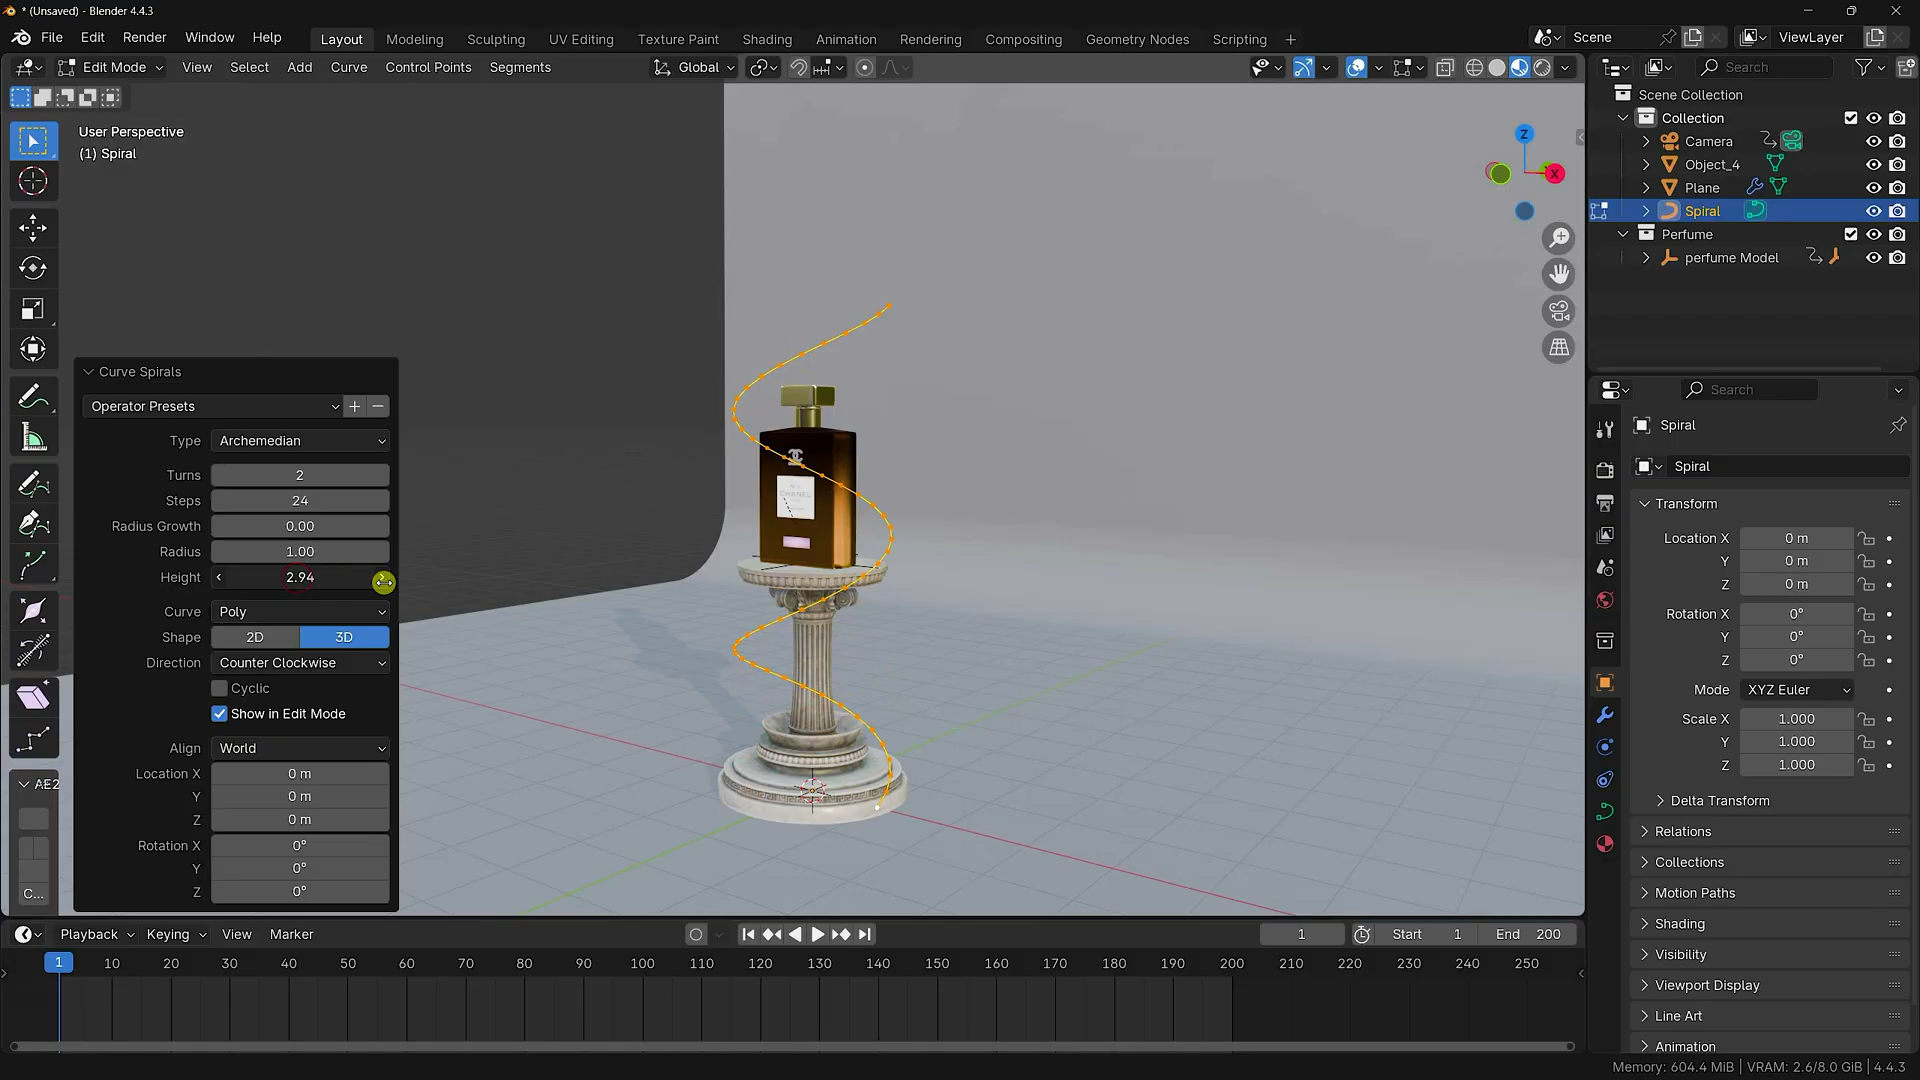 * (Unsaved) - Blender 4.4.3
File Edit Render Window Help
Layout Modeling Sculpting UV Editing Texture Paint Shading Animation Rendering Compositing Geometry Nodes Scripting
Scene
ViewLayer
Edit Mode View Select Add Curve Control Points Segments
Global
Search
User Perspective
(1) Spiral
Z
X
Scene Collection
Collection
Camera
Object_4
Plane
Spiral
Perfume
perfume Model
Curve Spirals
Operator Presets
Type Archemedian
Turns 2
Steps 24
Radius Growth 0.00
Radius 1.00
Height 2.94
Curve Poly
Shape 2D 3D
Direction Counter Clockwise
Cyclic
Show in Edit Mode
Align World
Location X 0 m
Y 0 m
Z 0 m
Rotation X 0°
Y 0°
Z 0°
AE2
C...
CHANEL
Search
Spiral
Spiral
Transform
Location X 0 m
Y 0 m
Z 0 m
Rotation X 0°
Y 0°
Z 0°
Mode XYZ Euler
Scale X 1.000
Y 1.000
Z 1.000
Delta Transform
Relations
Collections
Motion Paths
Shading
Visibility
Viewport Display
Line Art
Animation
Playback Keying View Marker
1 Start 1 End 200
1 10 20 30 40 50 60 70 80 90 100 110 120 130 140 150 160 170 180 190 200 210 220 230 240 250
Memory: 604.4 MiB | VRAM: 2.6/8.0 GiB | 4.4.3